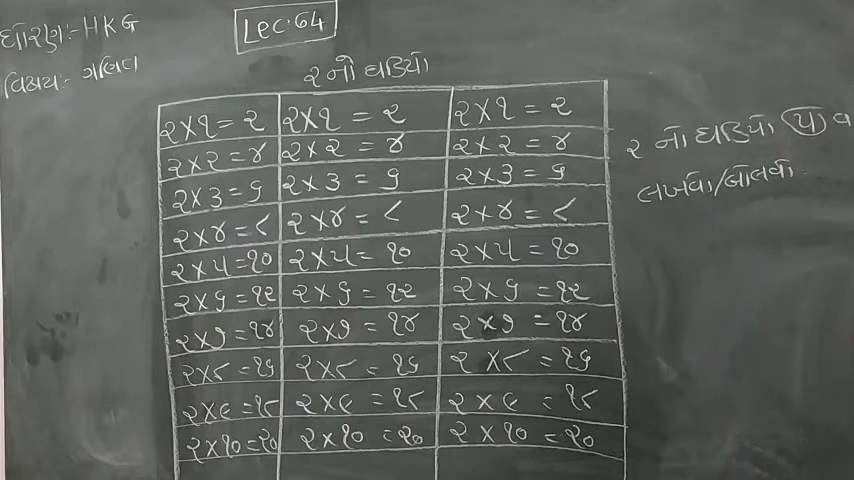 ધોરણ:- HKG
Lec:64
વિષય:- ગણિત
૨ નો ઘડિયો
૨×૧=૨ ૨×૧=૨ ૨×૧=૨
૨×૨=૪ ૨×૨=૪ ૨×૨=૪
૨×૩=૬ ૨×૩=૬ ૨×૩=૬
૨×૪=૮ ૨×૪=૮ ૨×૪=૮
૨×૫=૧૦ ૨×૫=૧૦ ૨×૫=૧૦
૨×૬=૧૨ ૨×૬=૧૨ ૨×૬=૧૨
૨×૭=૧૪ ૨×૭=૧૪ ૨×૭=૧૪
૨×૮=૧૬ ૨×૮=૧૬ ૨×૮=૧૬
૨×૯=૧૮ ૨×૯=૧૮ ૨×૯=૧૮
૨×૧૦=૨૦ ૨×૧૦=૨૦ ૨×૧૦=૨૦
૨ નો ઘડિયો (૫) વ
લખવો/બોલવો.